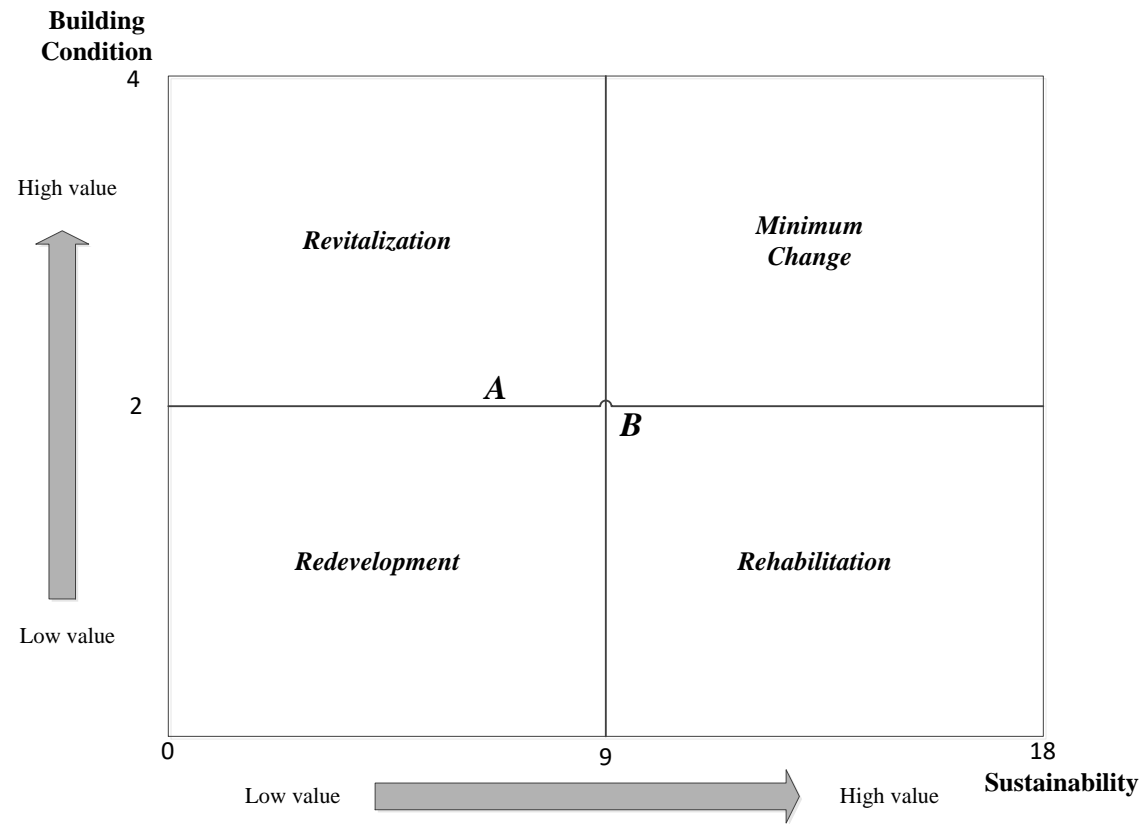 Building
Condition
4
High value
Revitalization
Minimum
Change
A
2
B
Redevelopment
Rehabilitation
Low value
0
9
18
Sustainability
Low value
High value